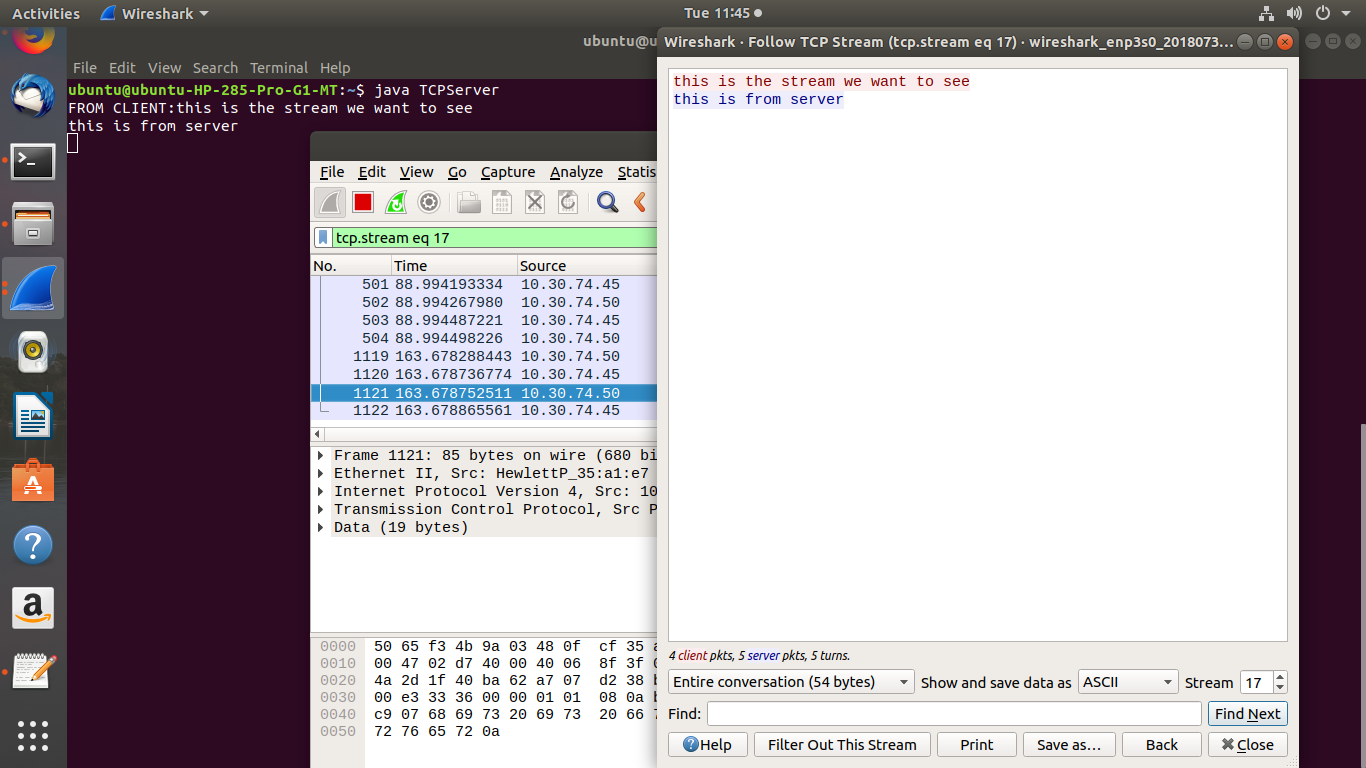 Activities Wireshark Tue 11:45
ubuntu@u
File Edit View Search Terminal Help
ubuntu@ubuntu-HP-285-Pro-G1-MT:~$ java TCPServer
FROM CLIENT:this is the stream we want to see
this is from server
File Edit View Go Capture Analyze Statis
tcp.stream eq 17
No. Time Source
501 88.994193334 10.30.74.45
502 88.994267980 10.30.74.50
503 88.994487221 10.30.74.45
504 88.994498226 10.30.74.50
1119 163.678288443 10.30.74.50
1120 163.678736774 10.30.74.45
1121 163.678752511 10.30.74.50
1122 163.678865561 10.30.74.45
Frame 1121: 85 bytes on wire (680 bi
Ethernet II, Src: HewlettP_35:a1:e7
Internet Protocol Version 4, Src: 10
Transmission Control Protocol, Src P
Data (19 bytes)
0000 50 65 f3 4b 9a 03 48 0f cf 35
0010 00 47 02 d7 40 00 40 06 8f 3f
0020 4a 2d 1f 40 ba 62 a7 07 d2 38
0030 00 e3 33 36 00 00 01 01 08 0a
0040 c9 07 68 69 73 20 69 73 20 66
0050 72 76 65 72 0a
Wireshark · Follow TCP Stream (tcp.stream eq 17) · wireshark_enp3s0_2018073...
this is the stream we want to see
this is from server
4 client pkts, 5 server pkts, 5 turns.
Entire conversation (54 bytes) Show and save data as ASCII Stream 17
Find: Find Next
Help Filter Out This Stream Print Save as… Back Close